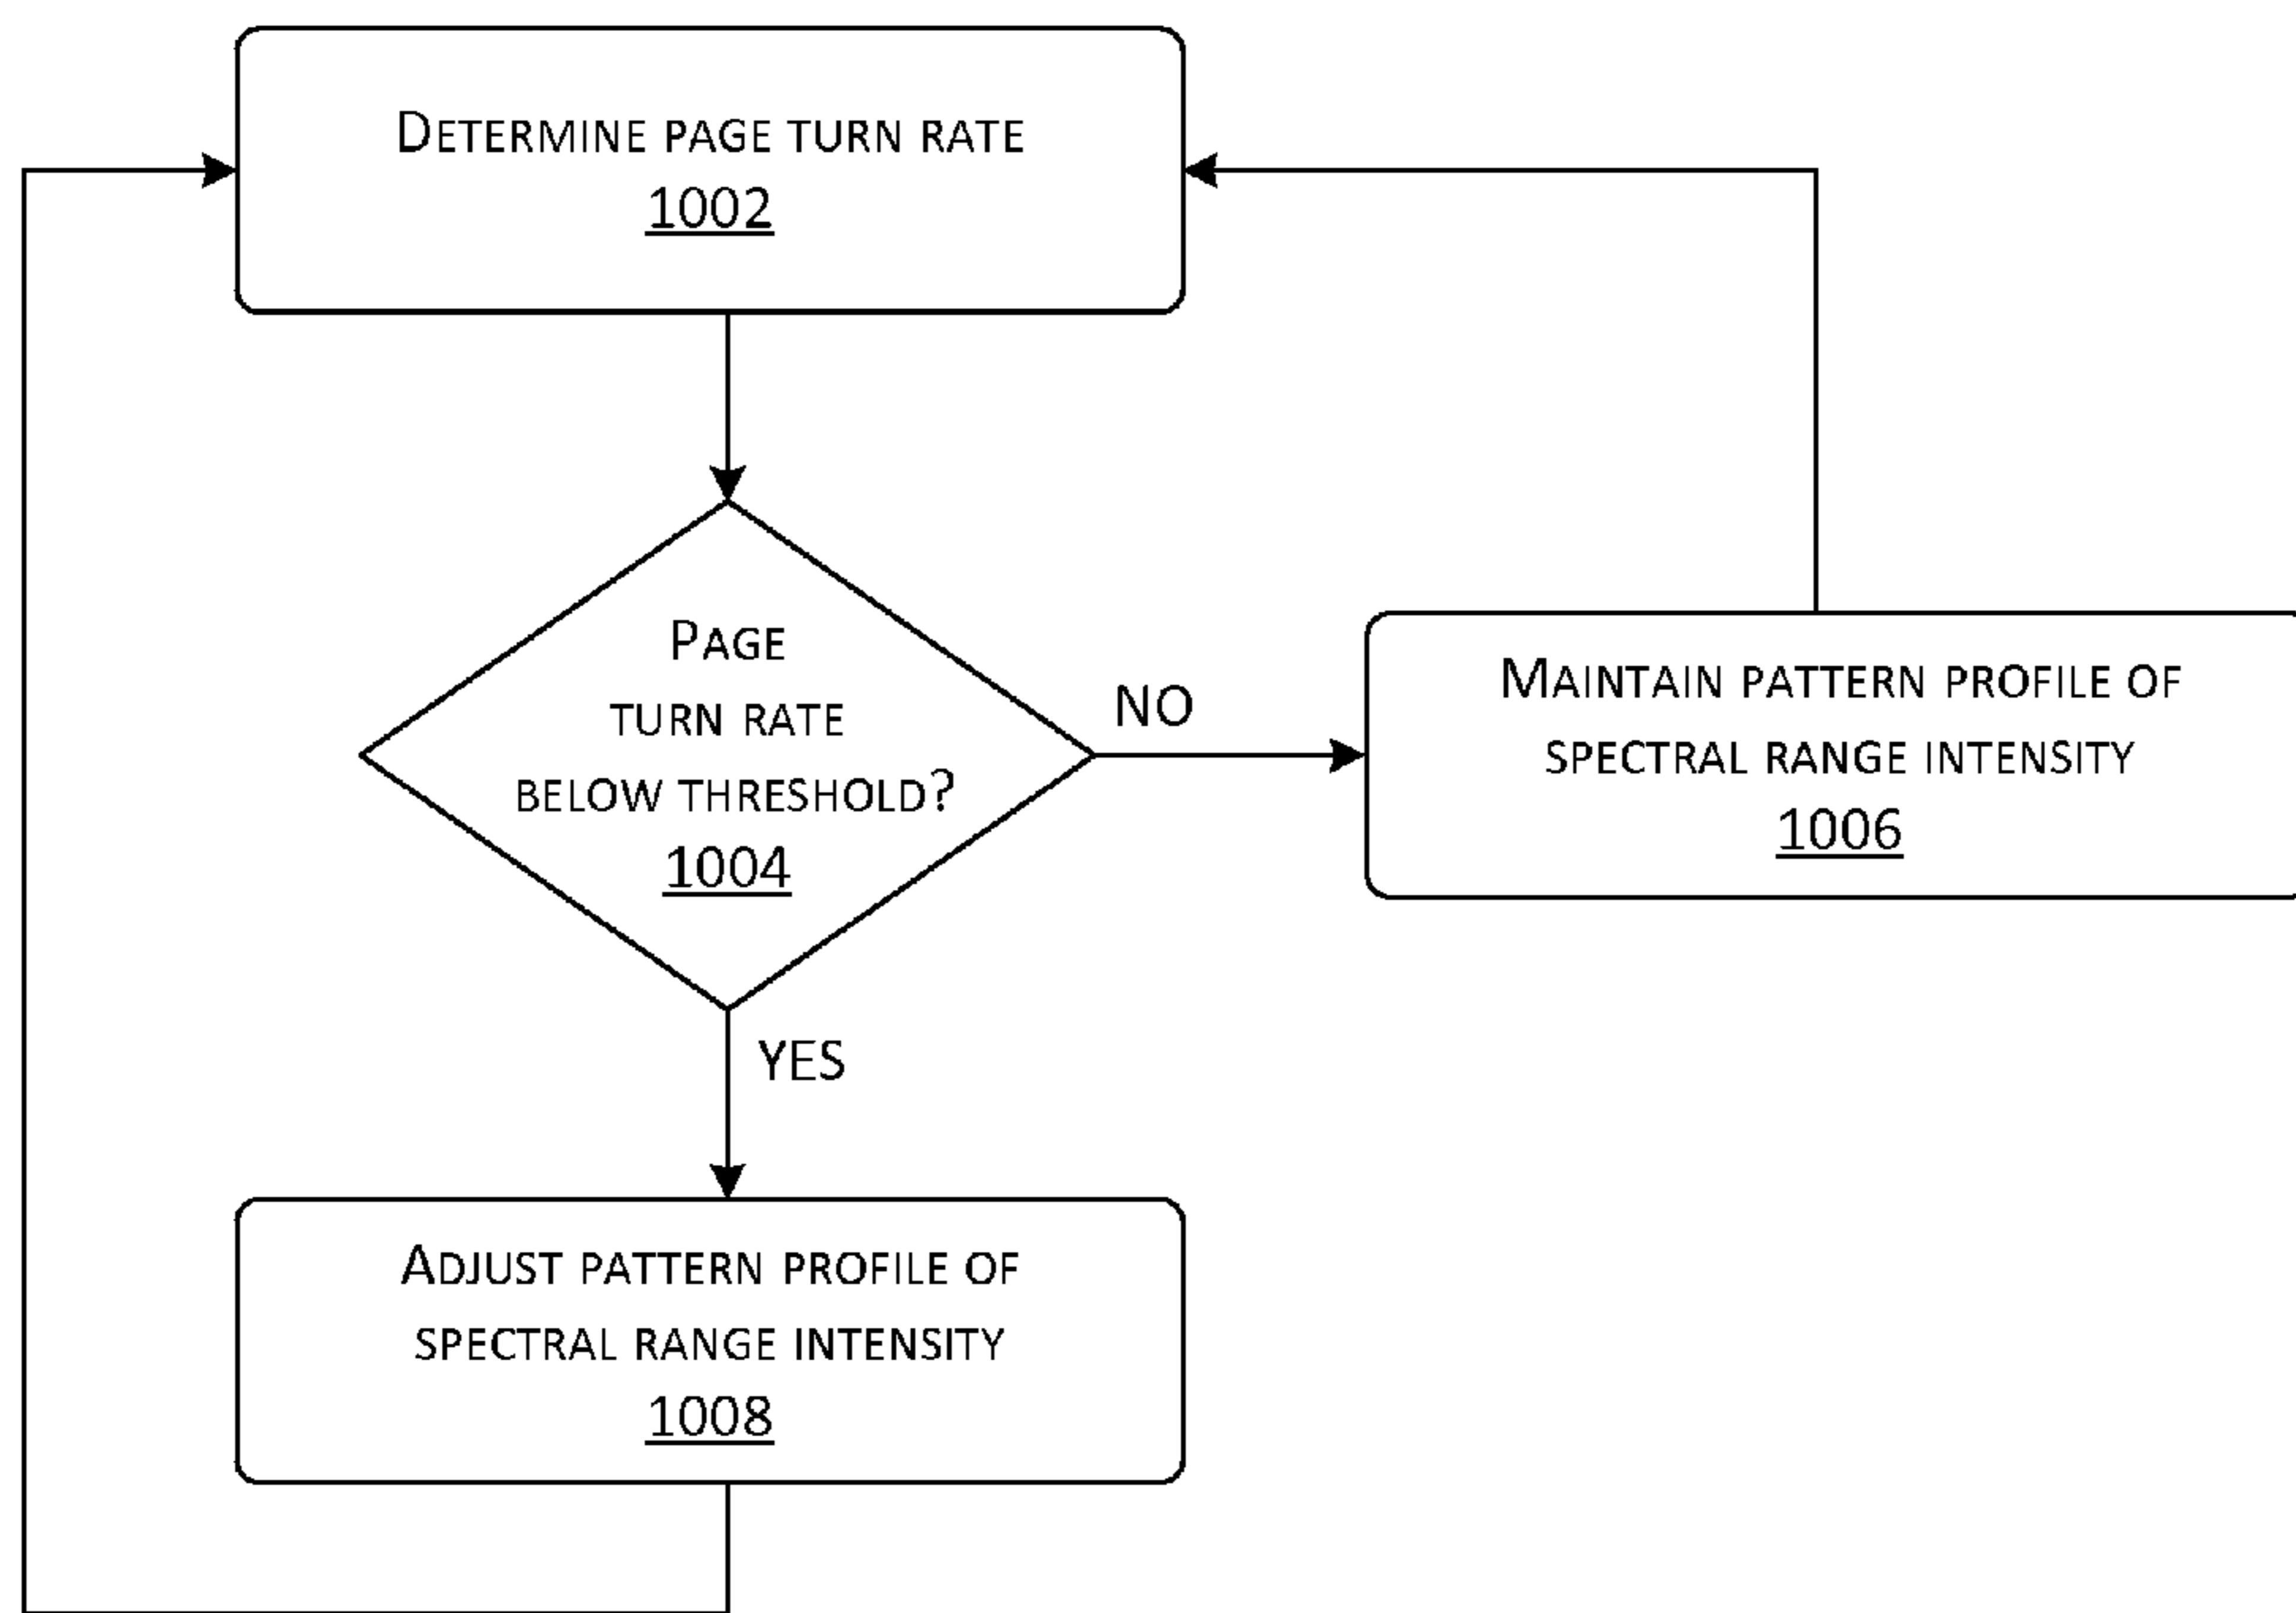 DETERMINE PAGE TURN RATE
1002
PAGE
TURN RATE
BELOW THRESHOLD?
1004
NO
MAINTAIN PATTERN PROFILE OF
SPECTRAL RANGE INTENSITY
1006
YES
ADJUST PATTERN PROFILE OF
SPECTRAL RANGE INTENSITY
1008